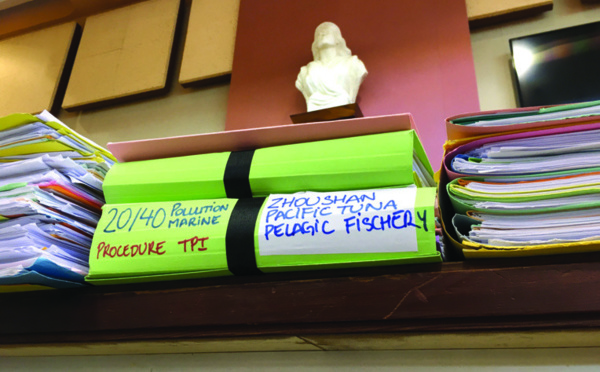 20/40 POLLUTION
MARINE
PROCEDURE TPI
ZHOUSHAN
PACIFIC TUNA
PELAGIC FISCHERY